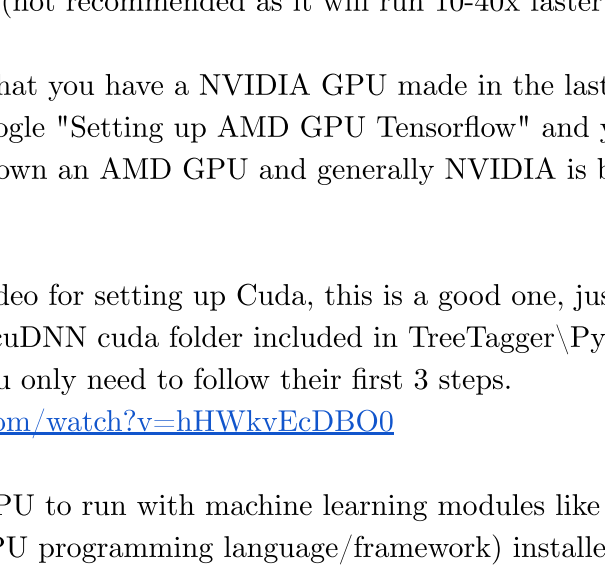 (not recommended as it will run 10-40x faster
hat you have a NVIDIA GPU made in the last
ogle "Setting up AMD GPU Tensorflow" and y
own an AMD GPU and generally NVIDIA is b
deo for setting up Cuda, this is a good one, jus
cuDNN cuda folder included in TreeTagger\Py
u only need to follow their first 3 steps.
om/watch?v=hHWkvEcDBO0
PU to run with machine learning modules like
PU programming language/framework) installe